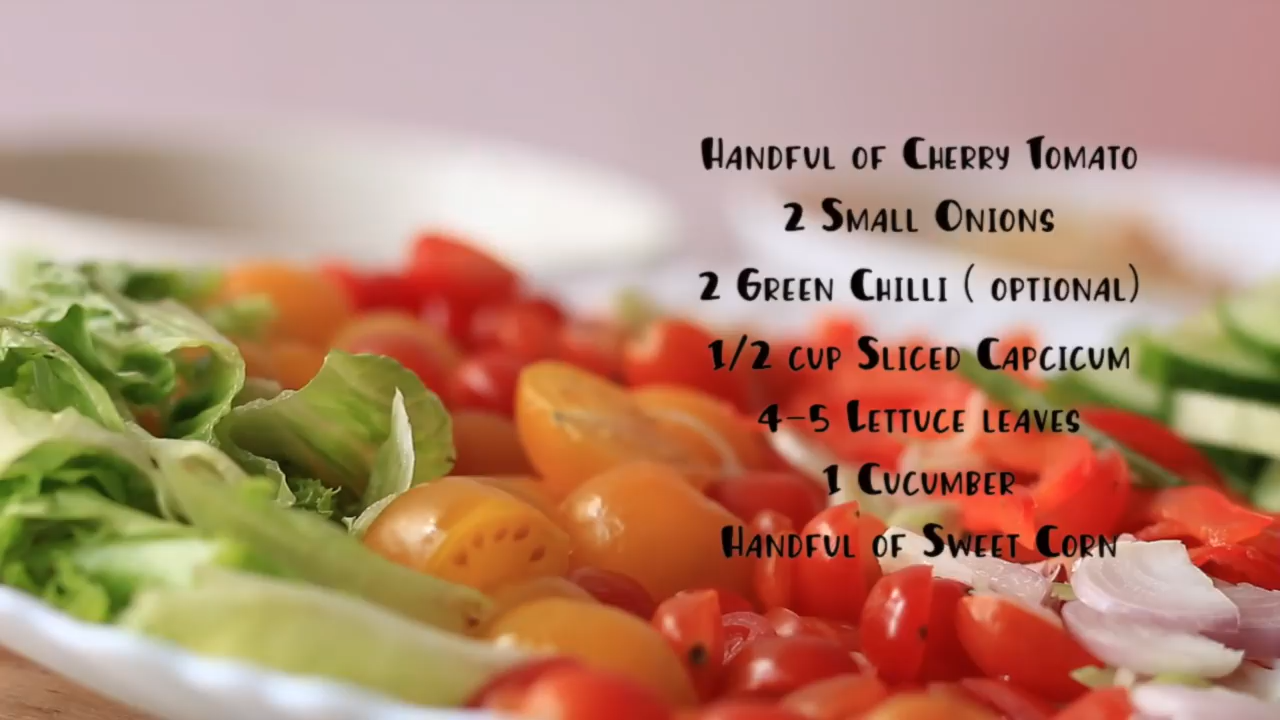 Handful of Cherry Tomato
2 Small Onions
2 Green Chilli ( optional)
1/2 cup Sliced Capcicum
4-5 Lettuce leaves
1 Cucumber
Handful of Sweet Corn